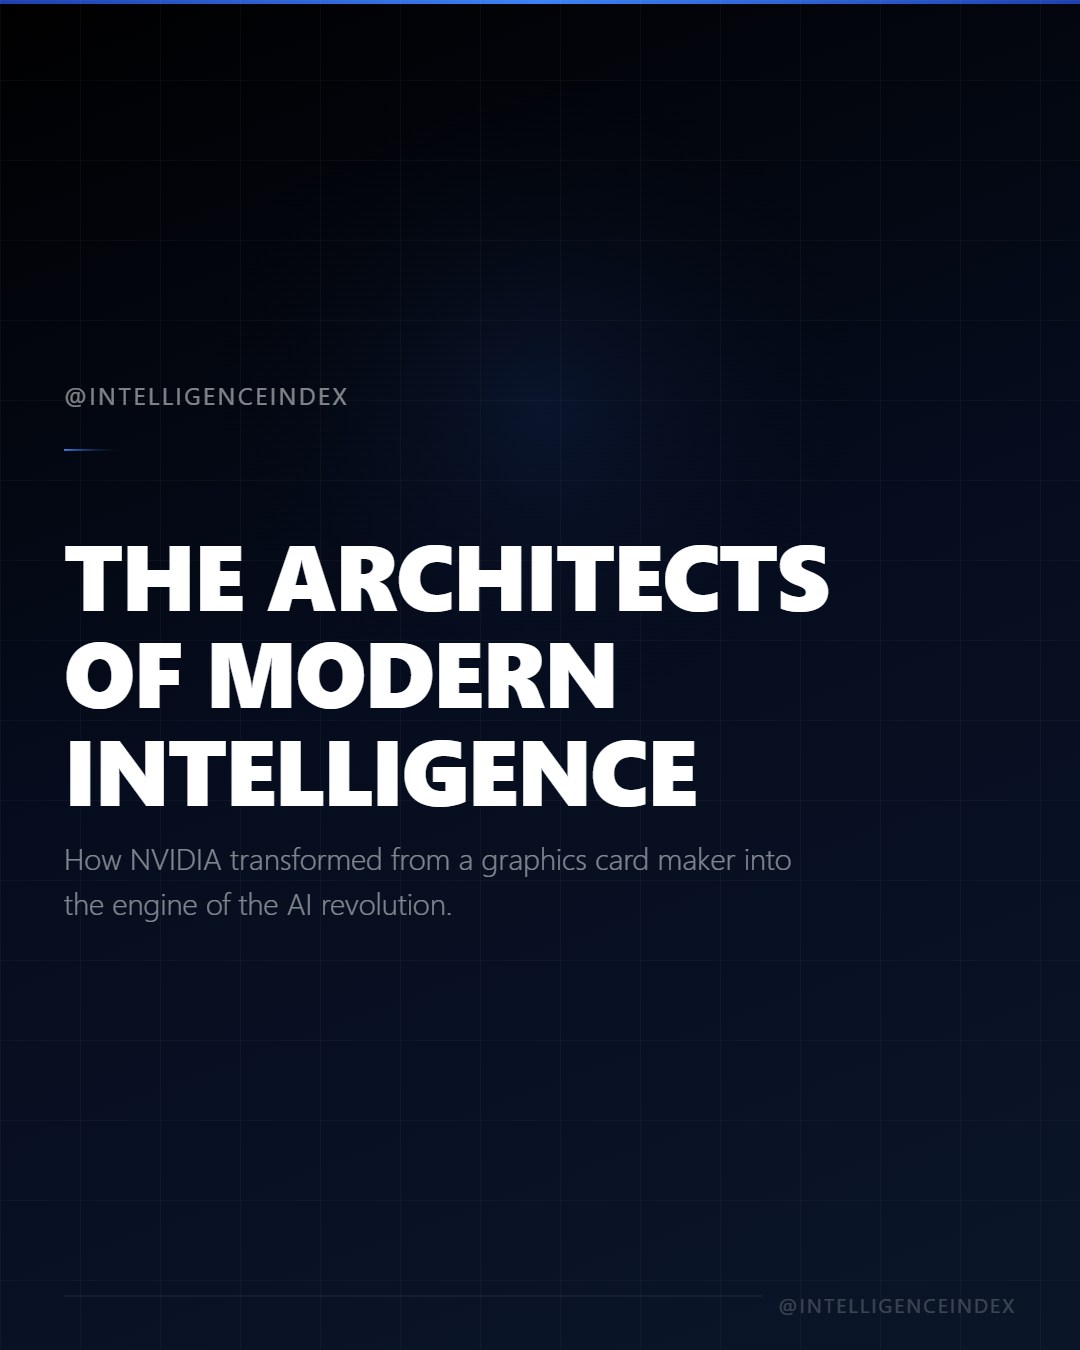 @INTELLIGENCEINDEX
THE ARCHITECTS
OF MODERN
INTELLIGENCE
How NVIDIA transformed from a graphics card maker into
the engine of the AI revolution.
@INTELLIGENCEINDEX